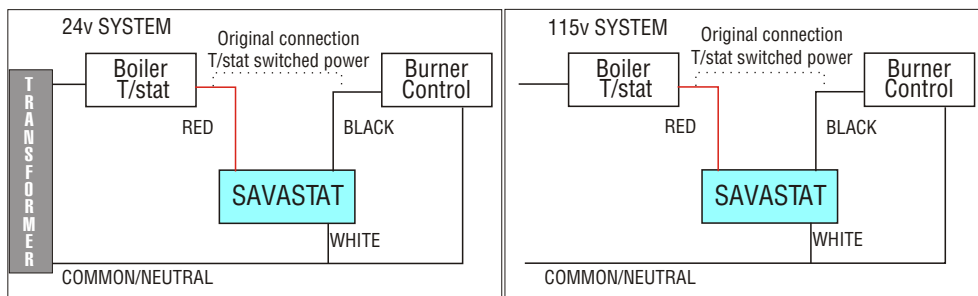 24v SYSTEM
Original connection
T/stat switched power
Boiler
T/stat
Burner
Control
RED
BLACK
SAVASTAT
WHITE
COMMON/NEUTRAL
TRANSFORMER
115v SYSTEM
Original connection
T/stat switched power
Boiler
T/stat
Burner
Control
RED
BLACK
SAVASTAT
WHITE
COMMON/NEUTRAL